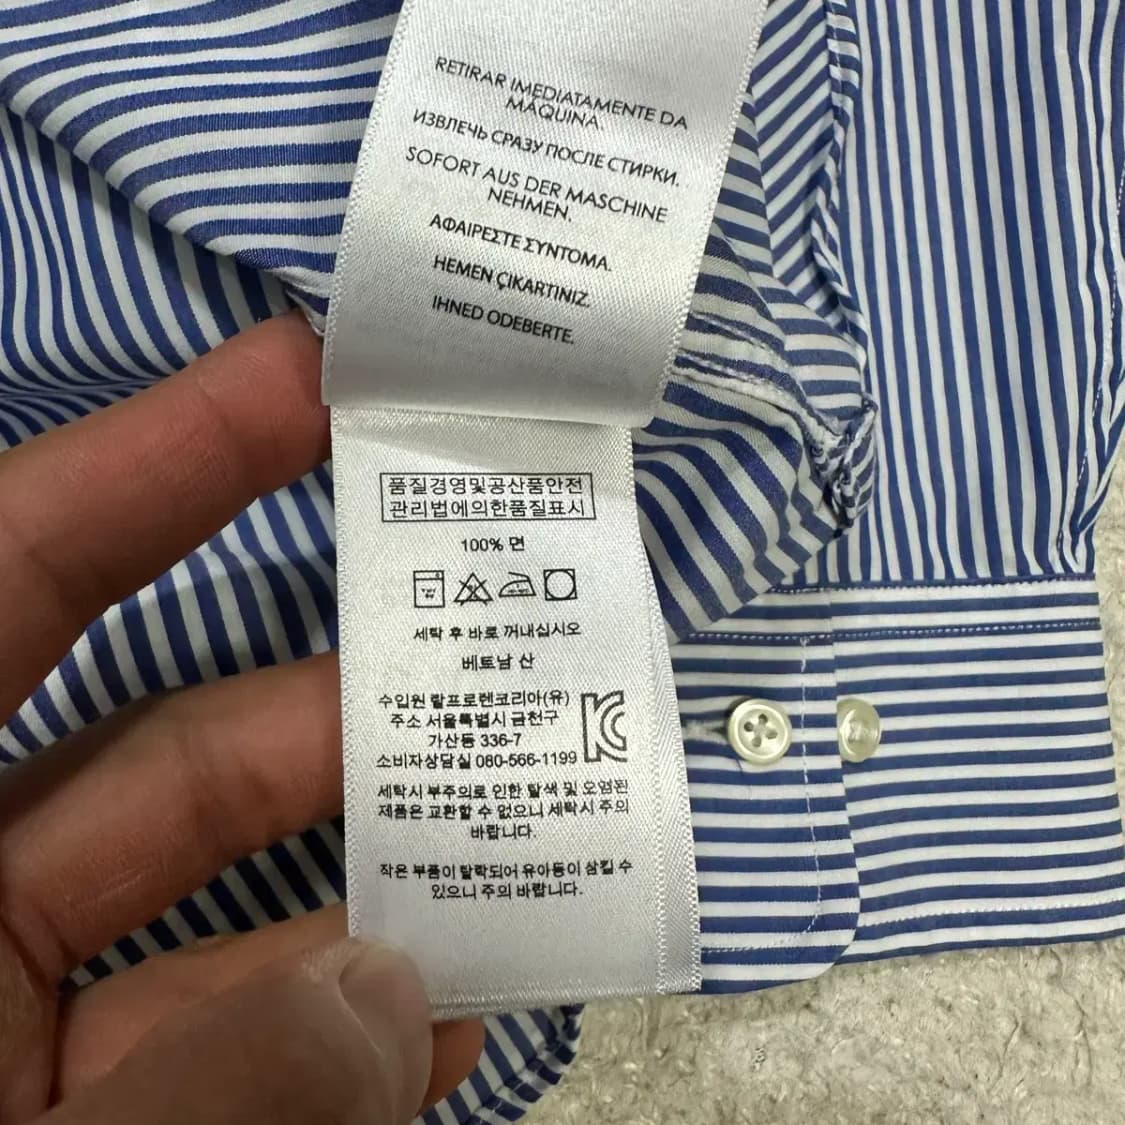 RETIRAR IMEDIATAMENTE DA
MÁQUINA.
ИЗВЛЕЧЬ СРАЗУ ПОСЛЕ СТИРКИ.
SOFORT AUS DER MASCHINE
NEHMEN.
ΑΦΑΙΡΕΣΤΕ ΣΥΝΤΟΜΑ.
HEMEN ÇIKARTINIZ.
IHNED ODEBERTE.
품질경영및공산품안전
관리법에의한품질표시
100% 면
세탁 후 바로 꺼내십시오
베트남 산
수입원 랄프로렌코리아(유)
주소 서울특별시 금천구
가산동 336-7
소비자상담실 080-566-1199
세탁시 부주의로 인한 탈색 및 오염된
제품은 교환할 수 없으니 세탁시 주의
바랍니다.
작은 부품이 탈락되어 유아동이 삼킬 수
있으니 주의 바랍니다.